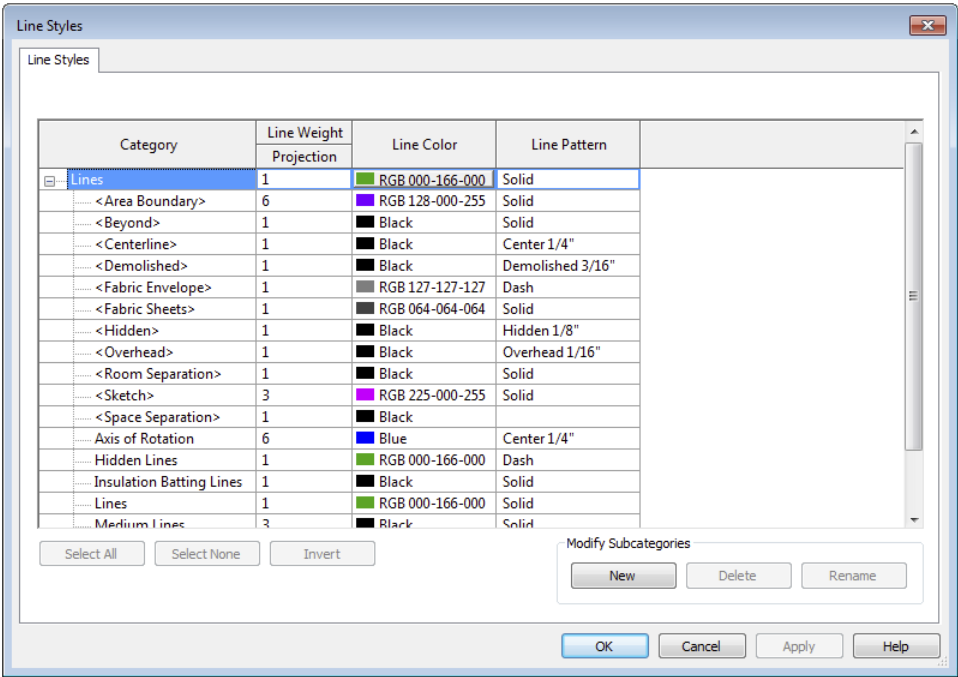 Line Styles
Line Styles
Category Line Weight Line Color Line Pattern
Projection
Lines 1 RGB 000-166-000 Solid
<Area Boundary> 6 RGB 128-000-255 Solid
<Beyond> 1 Black Solid
<Centerline> 1 Black Center 1/4"
<Demolished> 1 Black Demolished 3/16"
<Fabric Envelope> 1 RGB 127-127-127 Dash
<Fabric Sheets> 1 RGB 064-064-064 Solid
<Hidden> 1 Black Hidden 1/8"
<Overhead> 1 Black Overhead 1/16"
<Room Separation> 1 Black Solid
<Sketch> 3 RGB 225-000-255 Solid
<Space Separation> 1 Black
Axis of Rotation 6 Blue Center 1/4"
Hidden Lines 1 RGB 000-166-000 Dash
Insulation Batting Lines 1 Black Solid
Lines 1 RGB 000-166-000 Solid
Medium Lines 3 Black Solid
Select All Select None Invert
Modify Subcategories
New Delete Rename
OK Cancel Apply Help